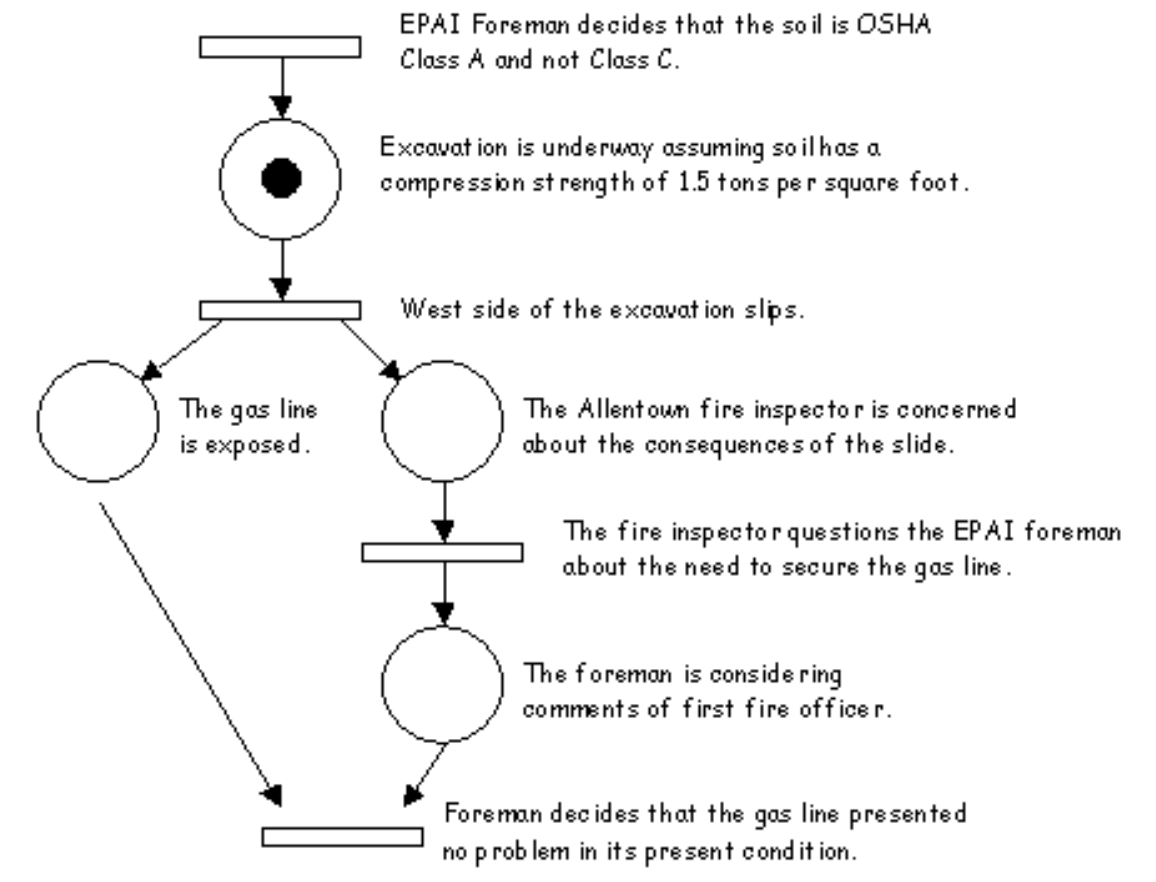 EPAI Foreman decides that the soil is OSHA
Class A and not Class C.
Excavation is underway assuming soil has a
compression strength of 1.5 tons per square foot.
West side of the excavation slips.
The gas line
is exposed.
The Allentown fire inspector is concerned
about the consequences of the slide.
The fire inspector questions the EPAI foreman
about the need to secure the gas line.
The foreman is considering
comments of first fire officer.
Foreman decides that the gas line presented
no problem in its present condition.